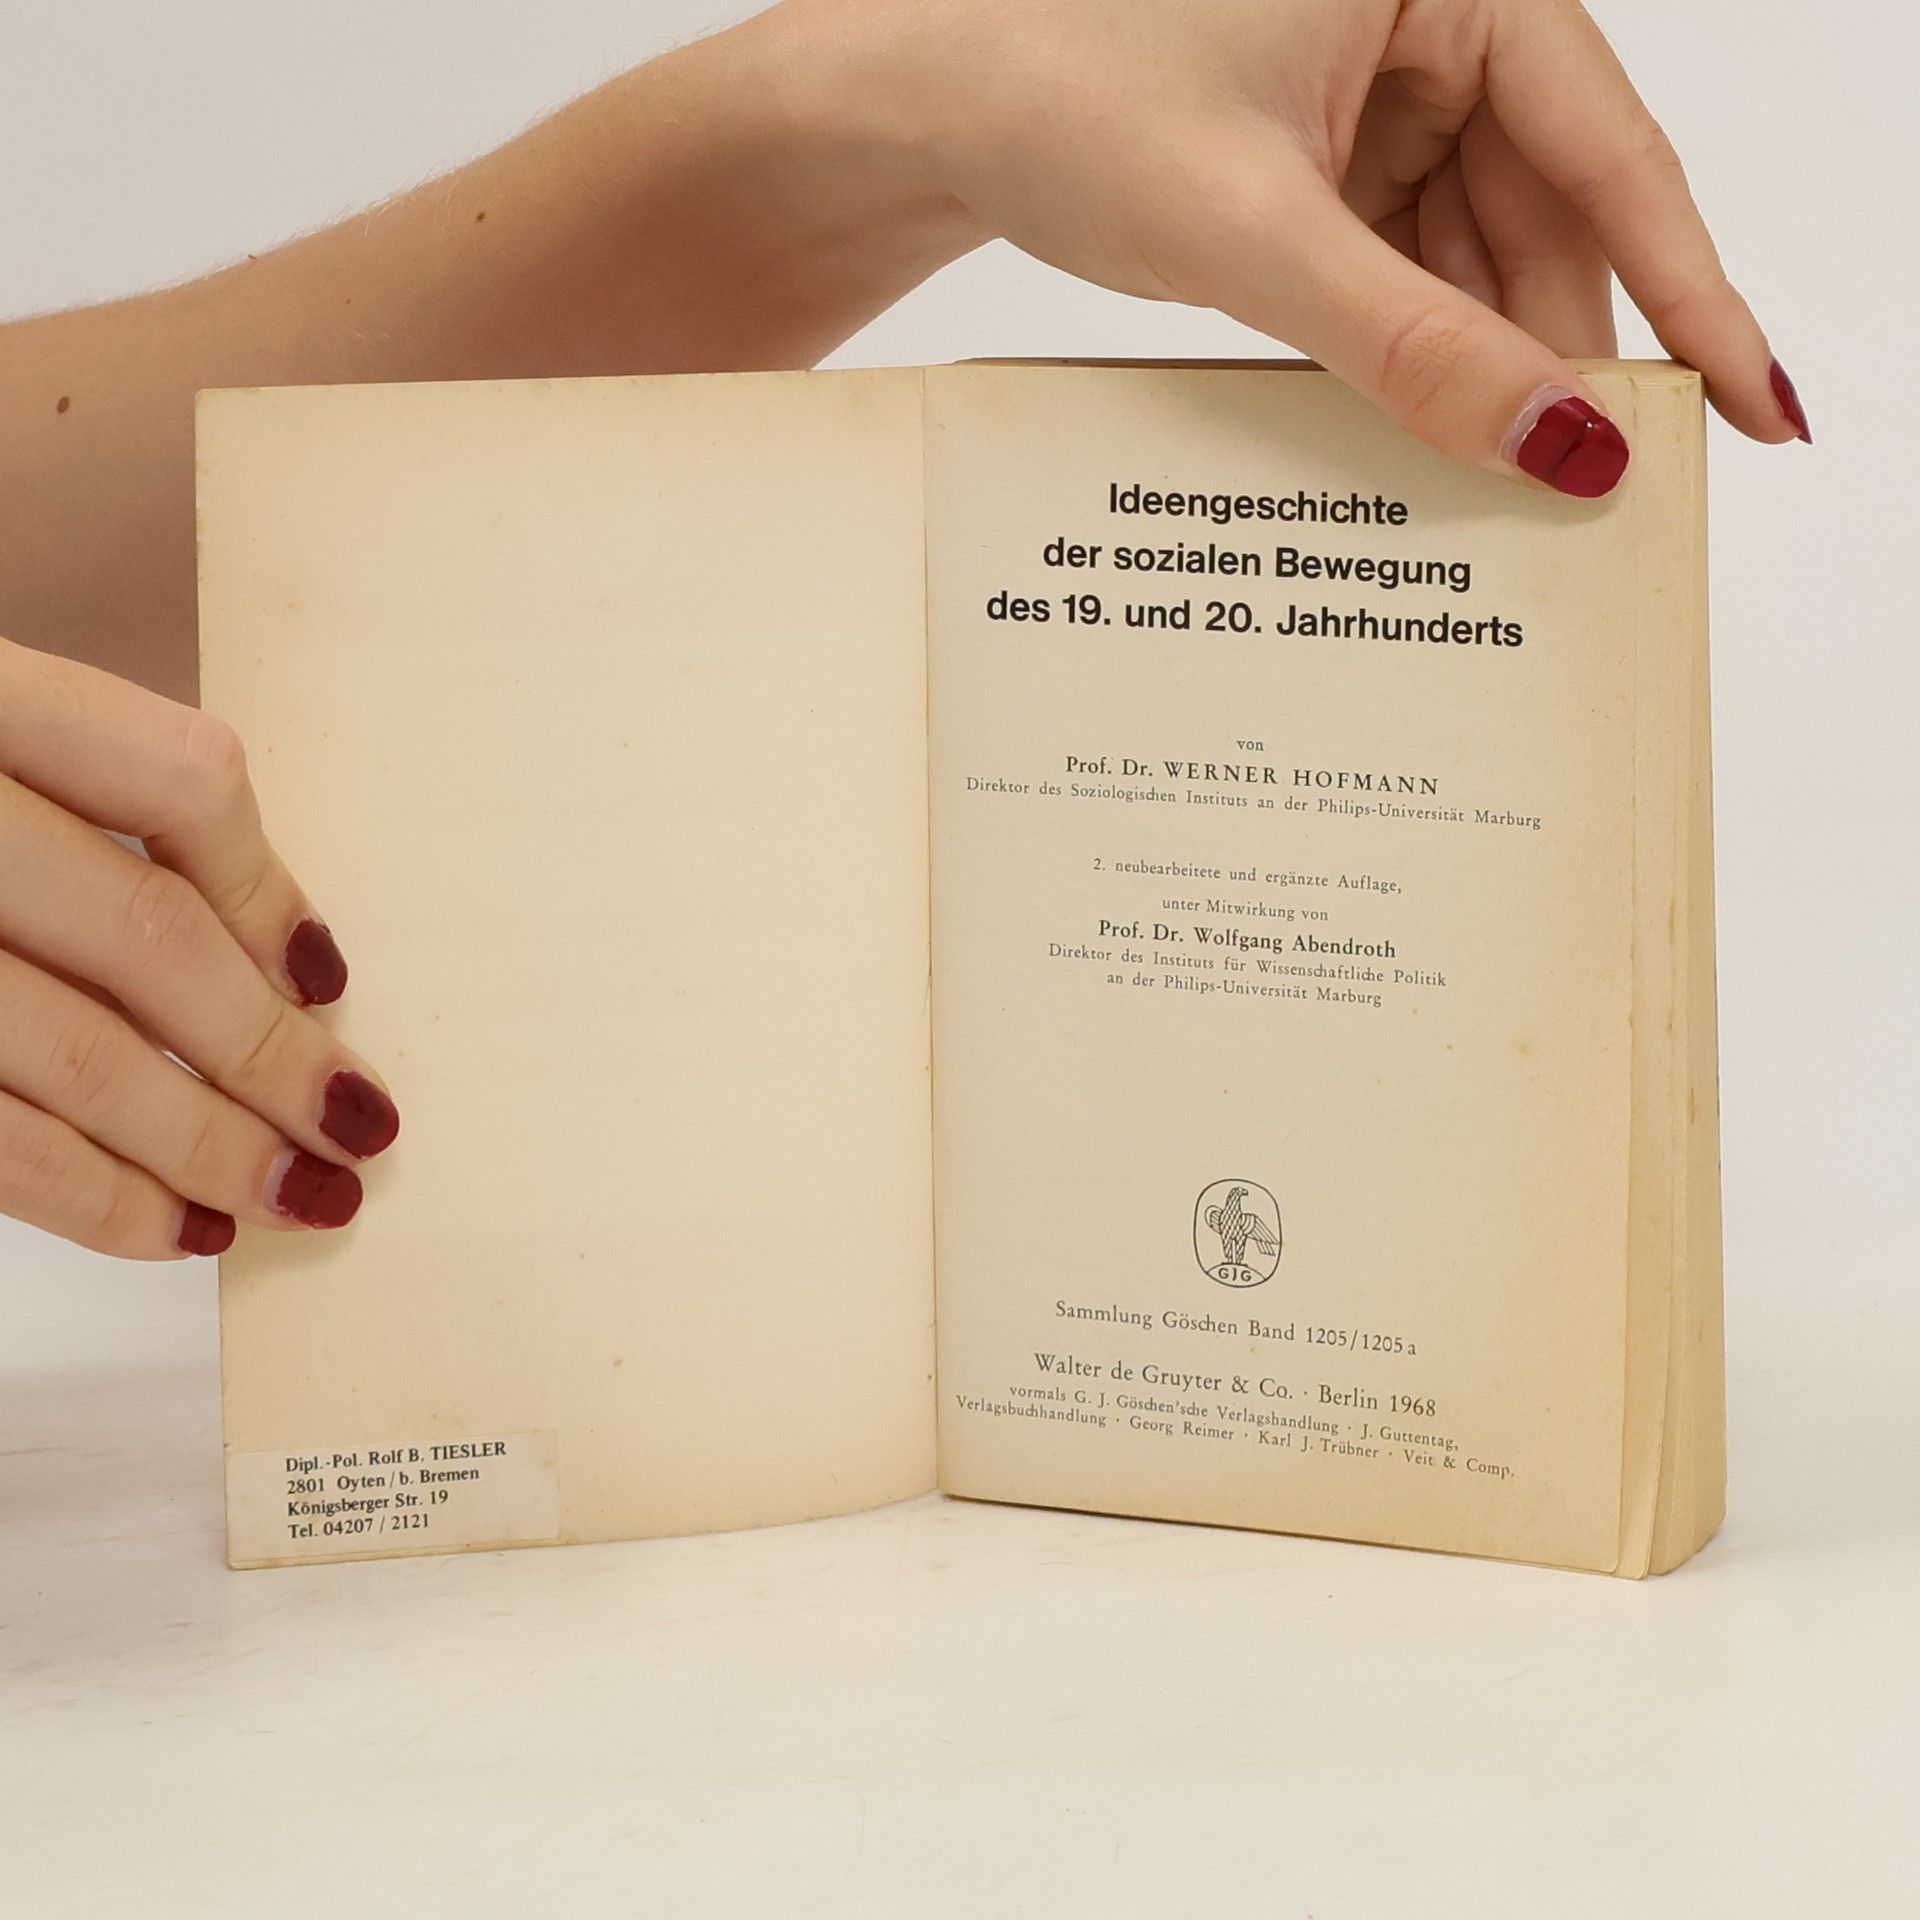 Ideengeschichte
der sozialen Bewegung
des 19. und 20. Jahrhunderts
von
Prof. Dr. WERNER HOFMANN
Direktor des Soziologischen Instituts an der Philips-Universität Marburg
2. neubearbeitete und ergänzte Auflage,
unter Mitwirkung von
Prof. Dr. Wolfgang Abendroth
Direktor des Instituts für Wissenschaftliche Politik
an der Philips-Universität Marburg
GJG
Sammlung Göschen Band 1205/1205a
Walter de Gruyter & Co. · Berlin 1968
vormals G. J. Göschen'sche Verlagshandlung · J. Guttentag,
Verlagsbuchhandlung · Georg Reimer · Karl J. Trübner · Veit & Comp.
Dipl.-Pol. Rolf B. TIESLER
2801 Oyten / b. Bremen
Königsberger Str. 19
Tel. 04207 / 2121